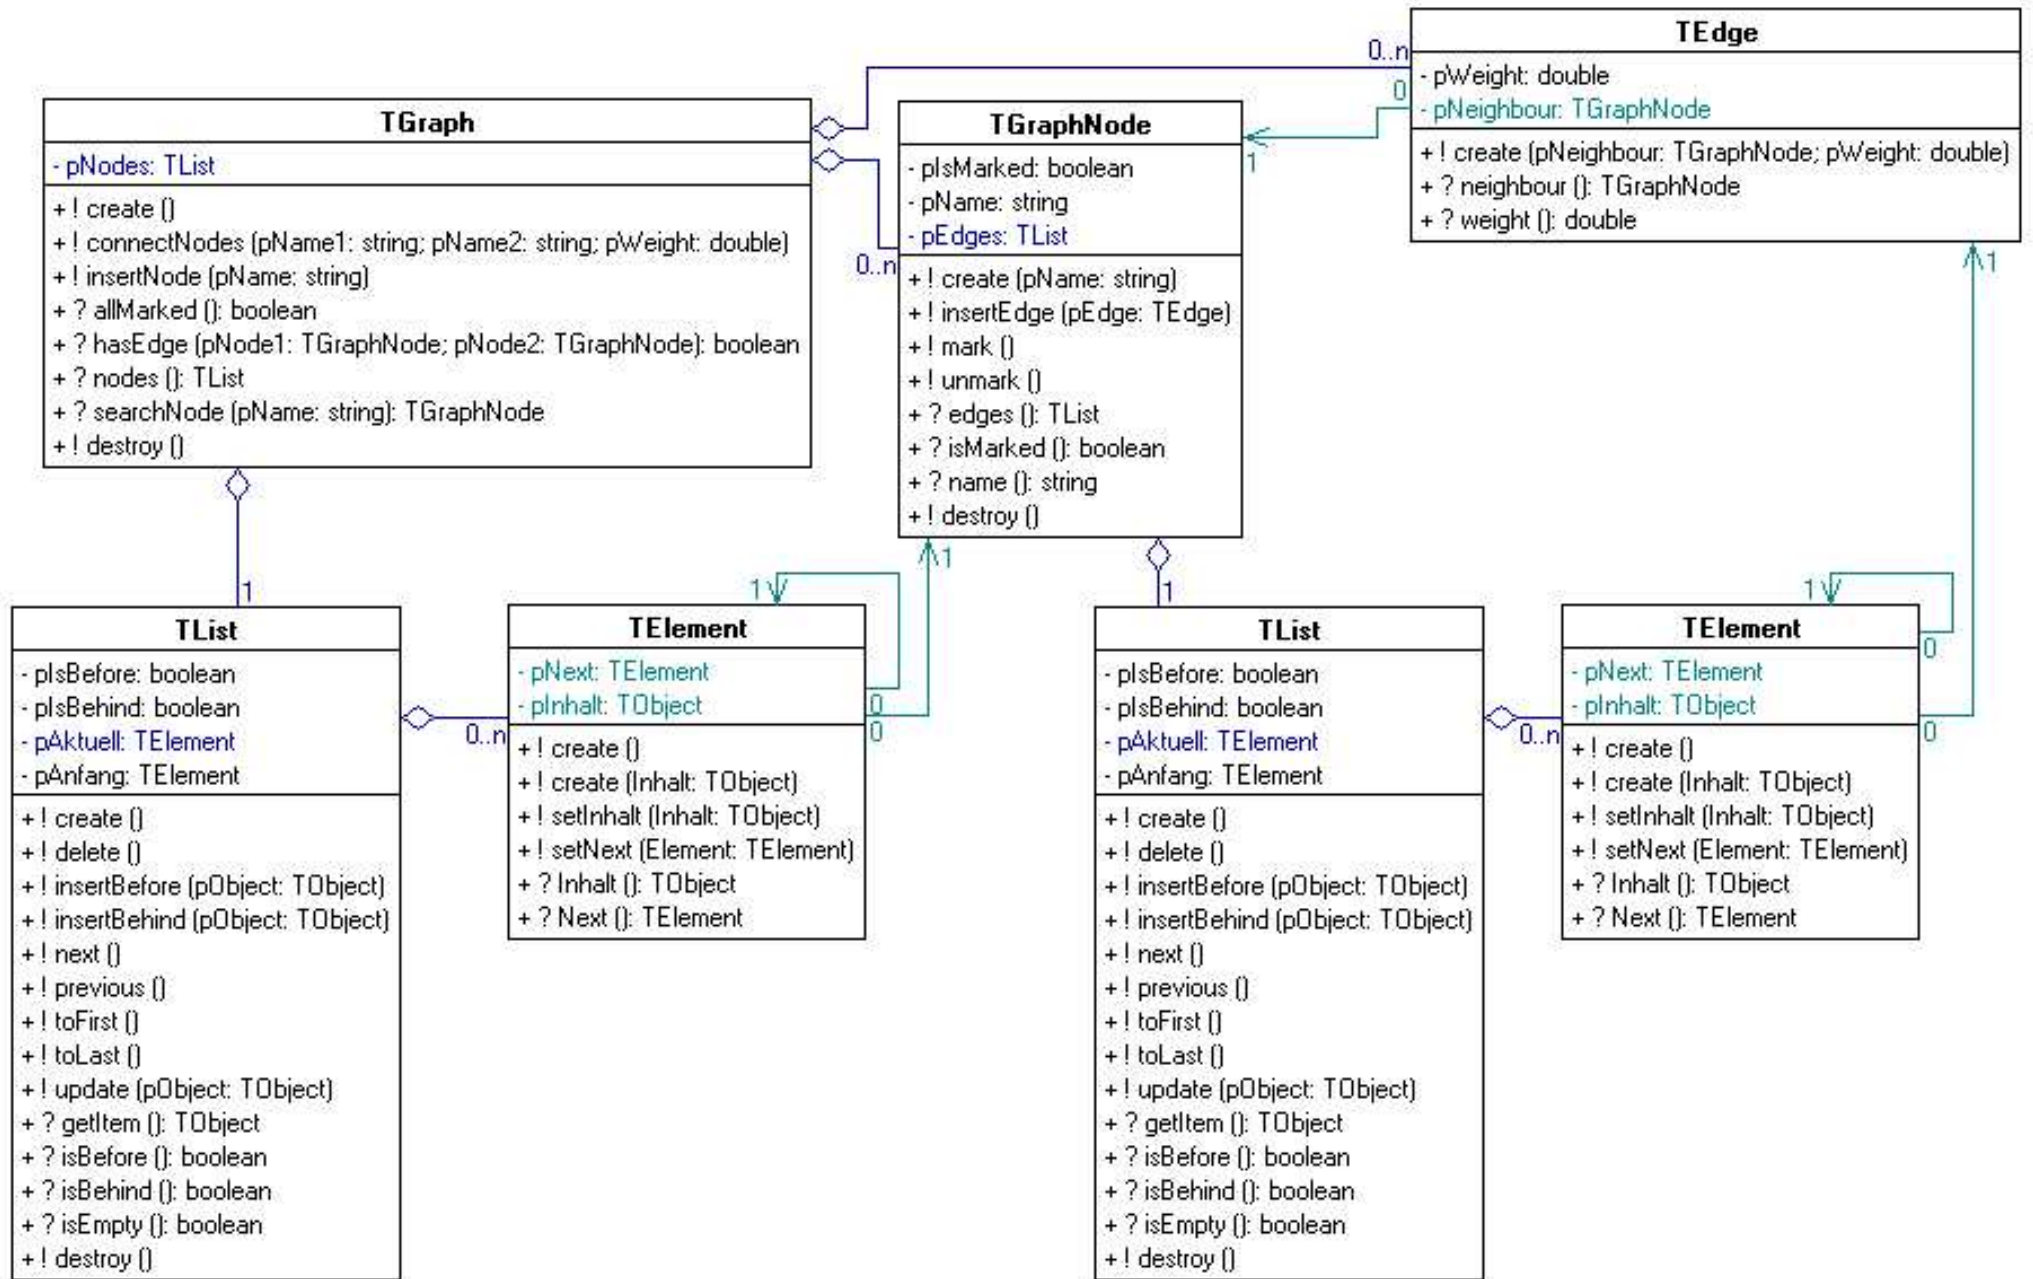 TEdge
- pWeight: double
- pNeighbour: TGraphNode
+ ! create (pNeighbour: TGraphNode; pWeight: double)
+ ? neighbour (): TGraphNode
+ ? weight (): double
0..n
0
1
1
TGraph
- pNodes: TList
+ ! create ()
+ ! connectNodes (pName1: string; pName2: string; pWeight: double)
+ ! insertNode (pName: string)
+ ? allMarked (): boolean
+ ? hasEdge (pNode1: TGraphNode; pNode2: TGraphNode): boolean
+ ? nodes (): TList
+ ? searchNode (pName: string): TGraphNode
+ ! destroy ()
0..n
1
TGraphNode
- pIsMarked: boolean
- pName: string
- pEdges: TList
+ ! create (pName: string)
+ ! insertEdge (pEdge: TEdge)
+ ! mark ()
+ ! unmark ()
+ ? edges (): TList
+ ? isMarked (): boolean
+ ? name (): string
+ ! destroy ()
1
1
TList
- pIsBefore: boolean
- pIsBehind: boolean
- pAktuell: TElement
- pAnfang: TElement
+ ! create ()
+ ! delete ()
+ ! insertBefore (pObject: TObject)
+ ! insertBehind (pObject: TObject)
+ ! next ()
+ ! previous ()
+ ! toFirst ()
+ ! toLast ()
+ ! update (pObject: TObject)
+ ? getItem (): TObject
+ ? isBefore (): boolean
+ ? isBehind (): boolean
+ ? isEmpty (): boolean
+ ! destroy ()
0..n
1
TElement
- pNext: TElement
- pInhalt: TObject
+ ! create ()
+ ! create (Inhalt: TObject)
+ ! setInhalt (Inhalt: TObject)
+ ! setNext (Element: TElement)
+ ? Inhalt (): TObject
+ ? Next (): TElement
0
0
TList
- pIsBefore: boolean
- pIsBehind: boolean
- pAktuell: TElement
- pAnfang: TElement
+ ! create ()
+ ! delete ()
+ ! insertBefore (pObject: TObject)
+ ! insertBehind (pObject: TObject)
+ ! next ()
+ ! previous ()
+ ! toFirst ()
+ ! toLast ()
+ ! update (pObject: TObject)
+ ? getItem (): TObject
+ ? isBefore (): boolean
+ ? isBehind (): boolean
+ ? isEmpty (): boolean
+ ! destroy ()
0..n
1
TElement
- pNext: TElement
- pInhalt: TObject
+ ! create ()
+ ! create (Inhalt: TObject)
+ ! setInhalt (Inhalt: TObject)
+ ! setNext (Element: TElement)
+ ? Inhalt (): TObject
+ ? Next (): TElement
0
0